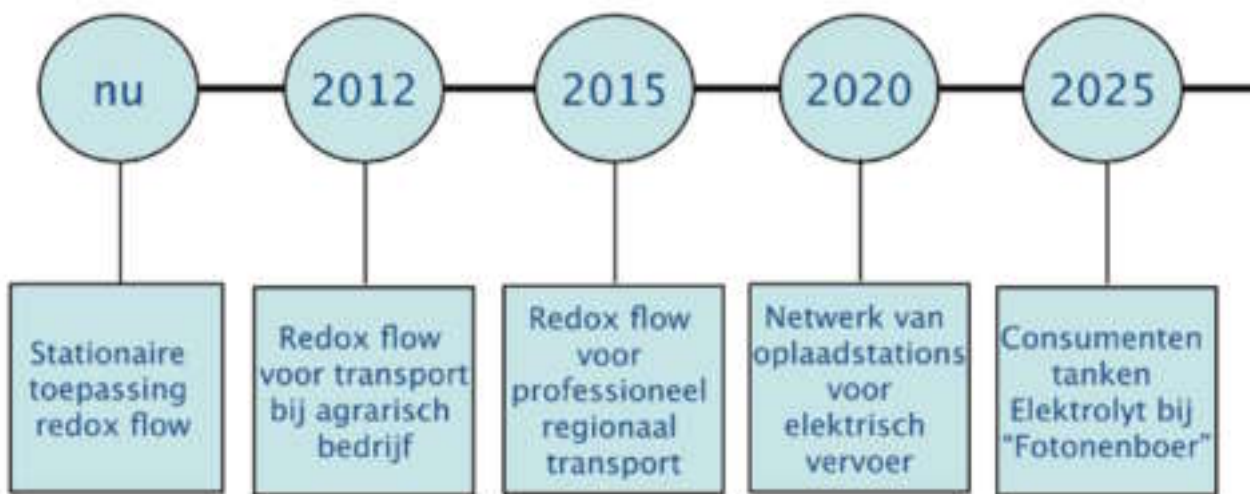 nu
2012
2015
2020
2025
Stationaire
toepassing
redox flow
Redox flow
voor transport
bij agrarisch
bedrijf
Redox flow
voor
professioneel
regionaal
transport
Netwerk van
oplaadstations
voor
elektrisch
vervoer
Consumenten
tanken
Elektrolyt bij
"Fotonenboer"